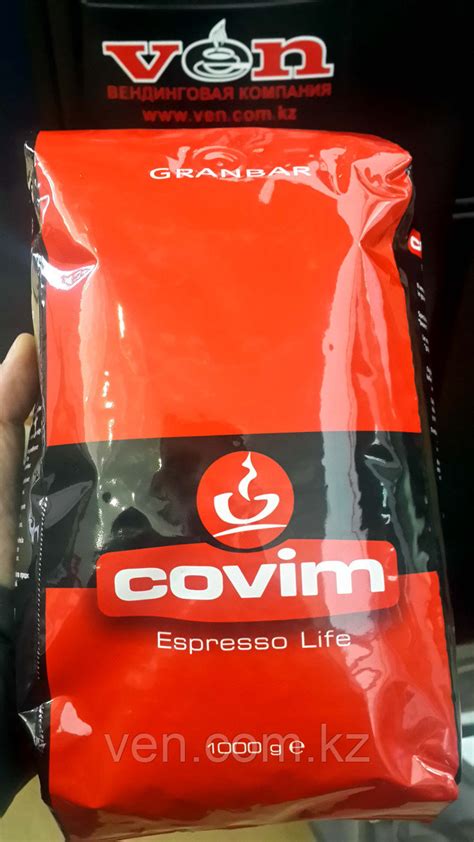 ven
ВЕНДИНГОВАЯ КОМПАНИЯ
www.ven.com.kz
GRANBAR
covim
Espresso Life
1000 g e
ven.com.kz